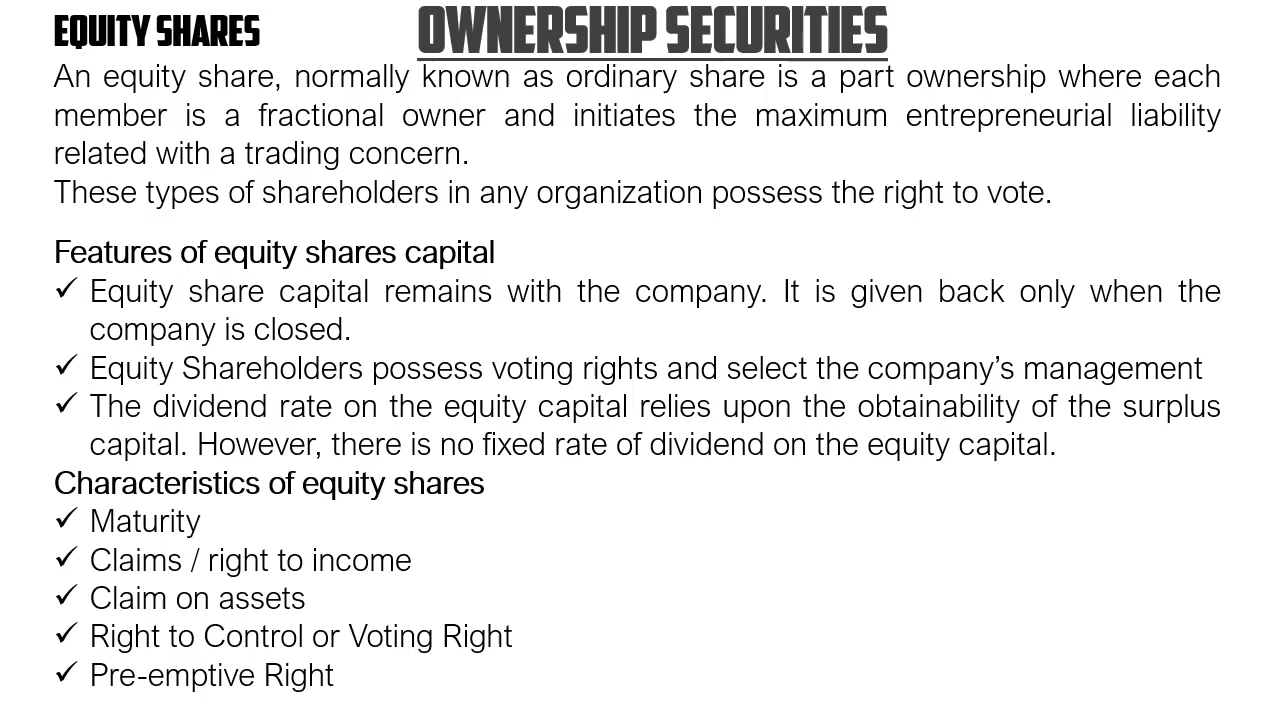 EQUITY SHARES
OWNERSHIP SECURITIES
An equity share, normally known as ordinary share is a part ownership where each
member is a fractional owner and initiates the maximum entrepreneurial liability
related with a trading concern.
These types of shareholders in any organization possess the right to vote.
Features of equity shares capital
✓ Equity share capital remains with the company. It is given back only when the
company is closed.
✓ Equity Shareholders possess voting rights and select the company’s management
✓ The dividend rate on the equity capital relies upon the obtainability of the surplus
capital. However, there is no fixed rate of dividend on the equity capital.
Characteristics of equity shares
✓ Maturity
✓ Claims / right to income
✓ Claim on assets
✓ Right to Control or Voting Right
✓ Pre-emptive Right